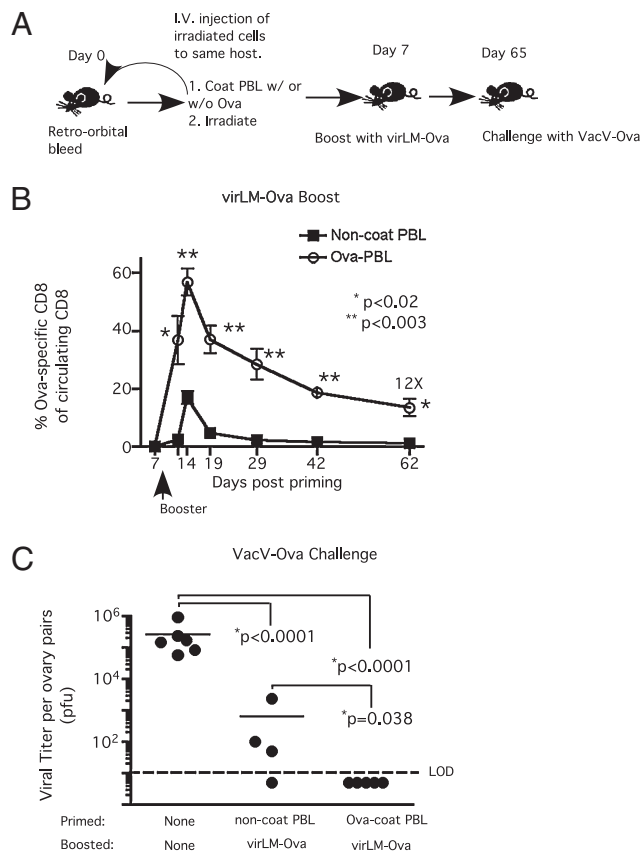 A
I.V. injection of
irradiated cells
to same host.
Day 0
Day 7
Day 65
1. Coat PBL w/ or
w/o Ova
2. Irradiate
Retro-orbital
bleed
Boost with virLM-Ova
Challenge with VacV-Ova
B
virLM-Ova Boost
Non-coat PBL
Ova-PBL
* p<0.02
** p<0.003
% Ova-specific CD8
of circulating CD8
60
40
20
0
* ** ** ** ** 12X *
7 14 19 29 42 62
Days post priming
Booster
C
VacV-Ova Challenge
Viral Titer per ovary pairs
(pfu)
10^6
10^4
10^2
*p<0.0001
*p<0.0001
*p=0.038
LOD
Primed: None non-coat PBL Ova-coat PBL
Boosted: None virLM-Ova virLM-Ova